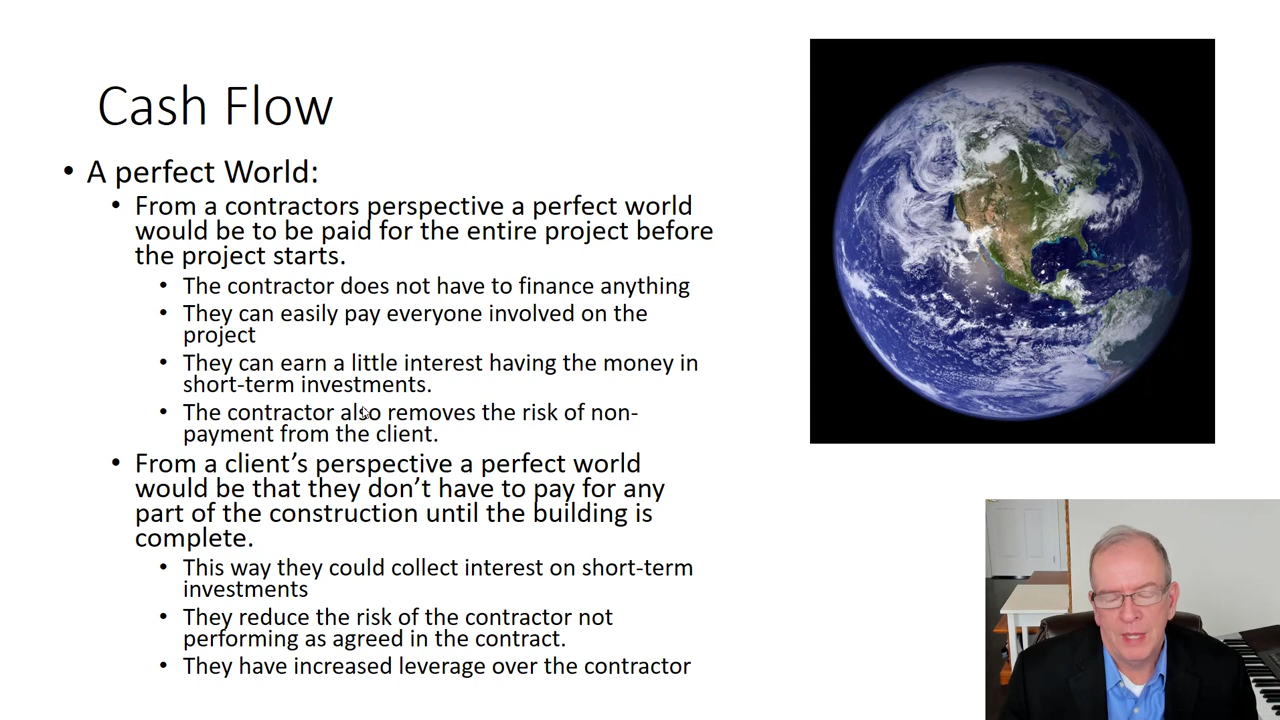 Cash Flow
• A perfect World:
• From a contractors perspective a perfect world
would be to be paid for the entire project before
the project starts.
• The contractor does not have to finance anything
• They can easily pay everyone involved on the
project
• They can earn a little interest having the money in
short-term investments.
• The contractor also removes the risk of non-
payment from the client.
• From a client’s perspective a perfect world
would be that they don’t have to pay for any
part of the construction until the building is
complete.
• This way they could collect interest on short-term
investments
• They reduce the risk of the contractor not
performing as agreed in the contract.
• They have increased leverage over the contractor